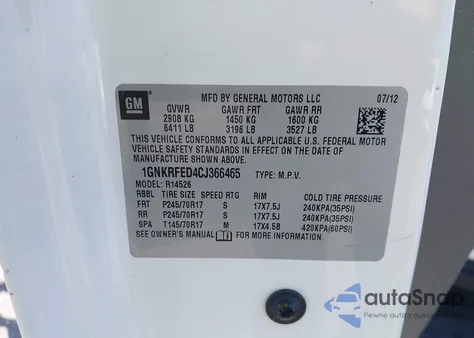 GM
MFD BY GENERAL MOTORS LLC 07/12
GVWR GAWR FRT GAWR RR
2908 KG 1450 KG 1600 KG
6411 LB 3196 LB 3527 LB
THIS VEHICLE CONFORMS TO ALL APPLICABLE U.S. FEDERAL MOTOR
VEHICLE SAFETY STANDARDS IN EFFECT ON THE DATE OF
MANUFACTURE SHOWN ABOVE.
1GNKRFED4CJ366465 TYPE: M.P.V.
MODEL: R14526
RBBL TIRE SIZE SPEED RTG RIM COLD TIRE PRESSURE
FRT P245/70R17 S 17X7.5J 240KPA(35PSI)
RR P245/70R17 S 17X7.5J 240KPA(35PSI)
SPA T145/70R17 M 17X4.5B 420KPA(60PSI)
SEE OWNER'S MANUAL FOR MORE INFORMATION.
autoSnap
Pewne auta z